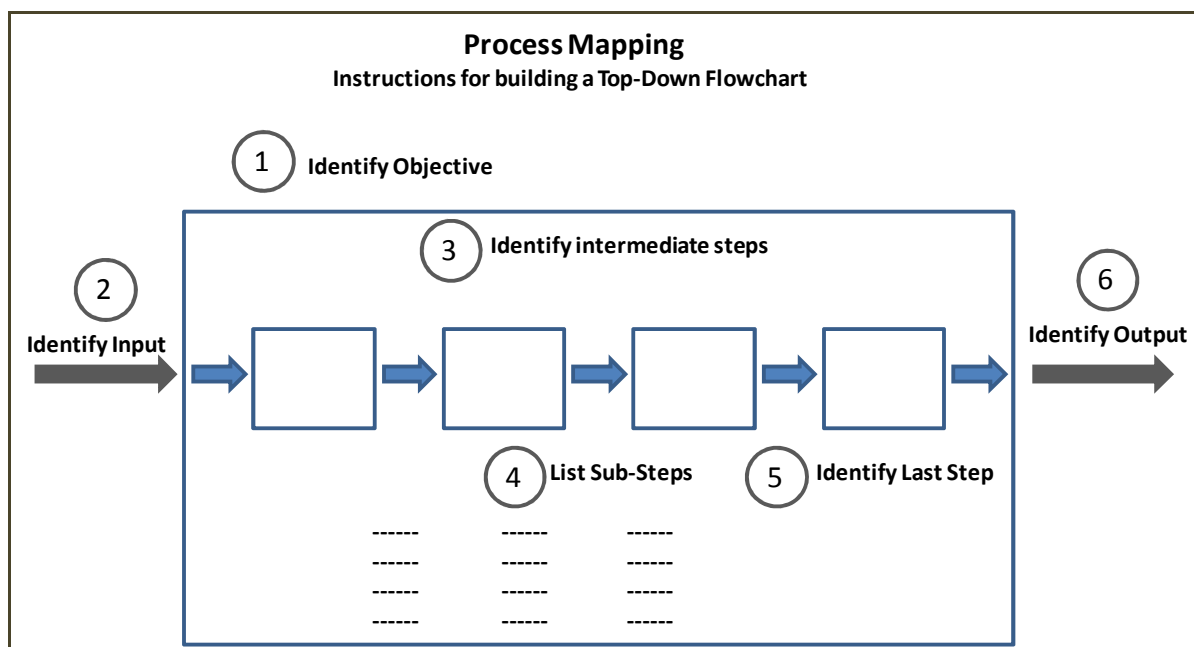 Process Mapping
Instructions for building a Top-Down Flowchart
1 Identify Objective
3 Identify intermediate steps
2
Identify Input
6
Identify Output
4 List Sub-Steps
5 Identify Last Step
------ ------ ------
------ ------ ------
------ ------ ------
------ ------ ------